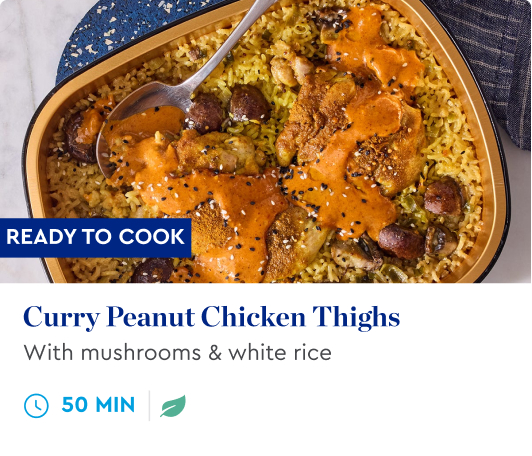 READY TO COOK
Curry Peanut Chicken Thighs
With mushrooms & white rice
50 MIN